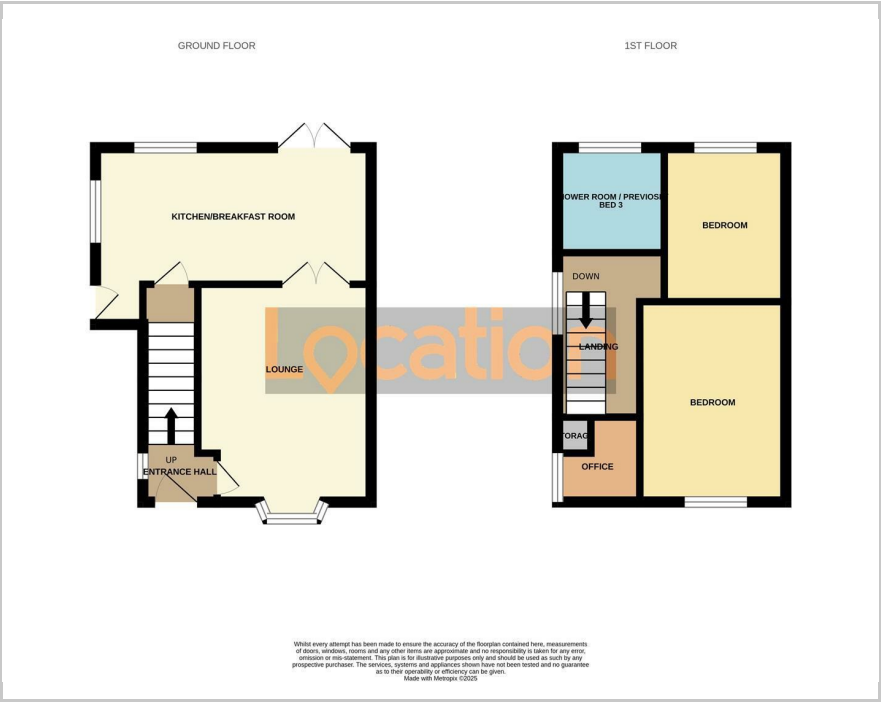 GROUND FLOOR
1ST FLOOR
KITCHEN/BREAKFAST ROOM
HOWER ROOM / PREVIOSE
BED 3
BEDROOM
DOWN
LANDING
Location
LOUNGE
BEDROOM
UP
ENTRANCE HALL
TORAG
OFFICE
Whilst every attempt has been made to ensure the accuracy of the floorplan contained here, measurements
of doors, windows, rooms and any other items are approximate and no responsibility is taken for any error,
omission or mis-statement. This plan is for illustrative purposes only and should be used as such by any
prospective purchaser. The services, systems and appliances shown have not been tested and no guarantee
as to their operability or efficiency can be given.
Made with Metropix ©2025